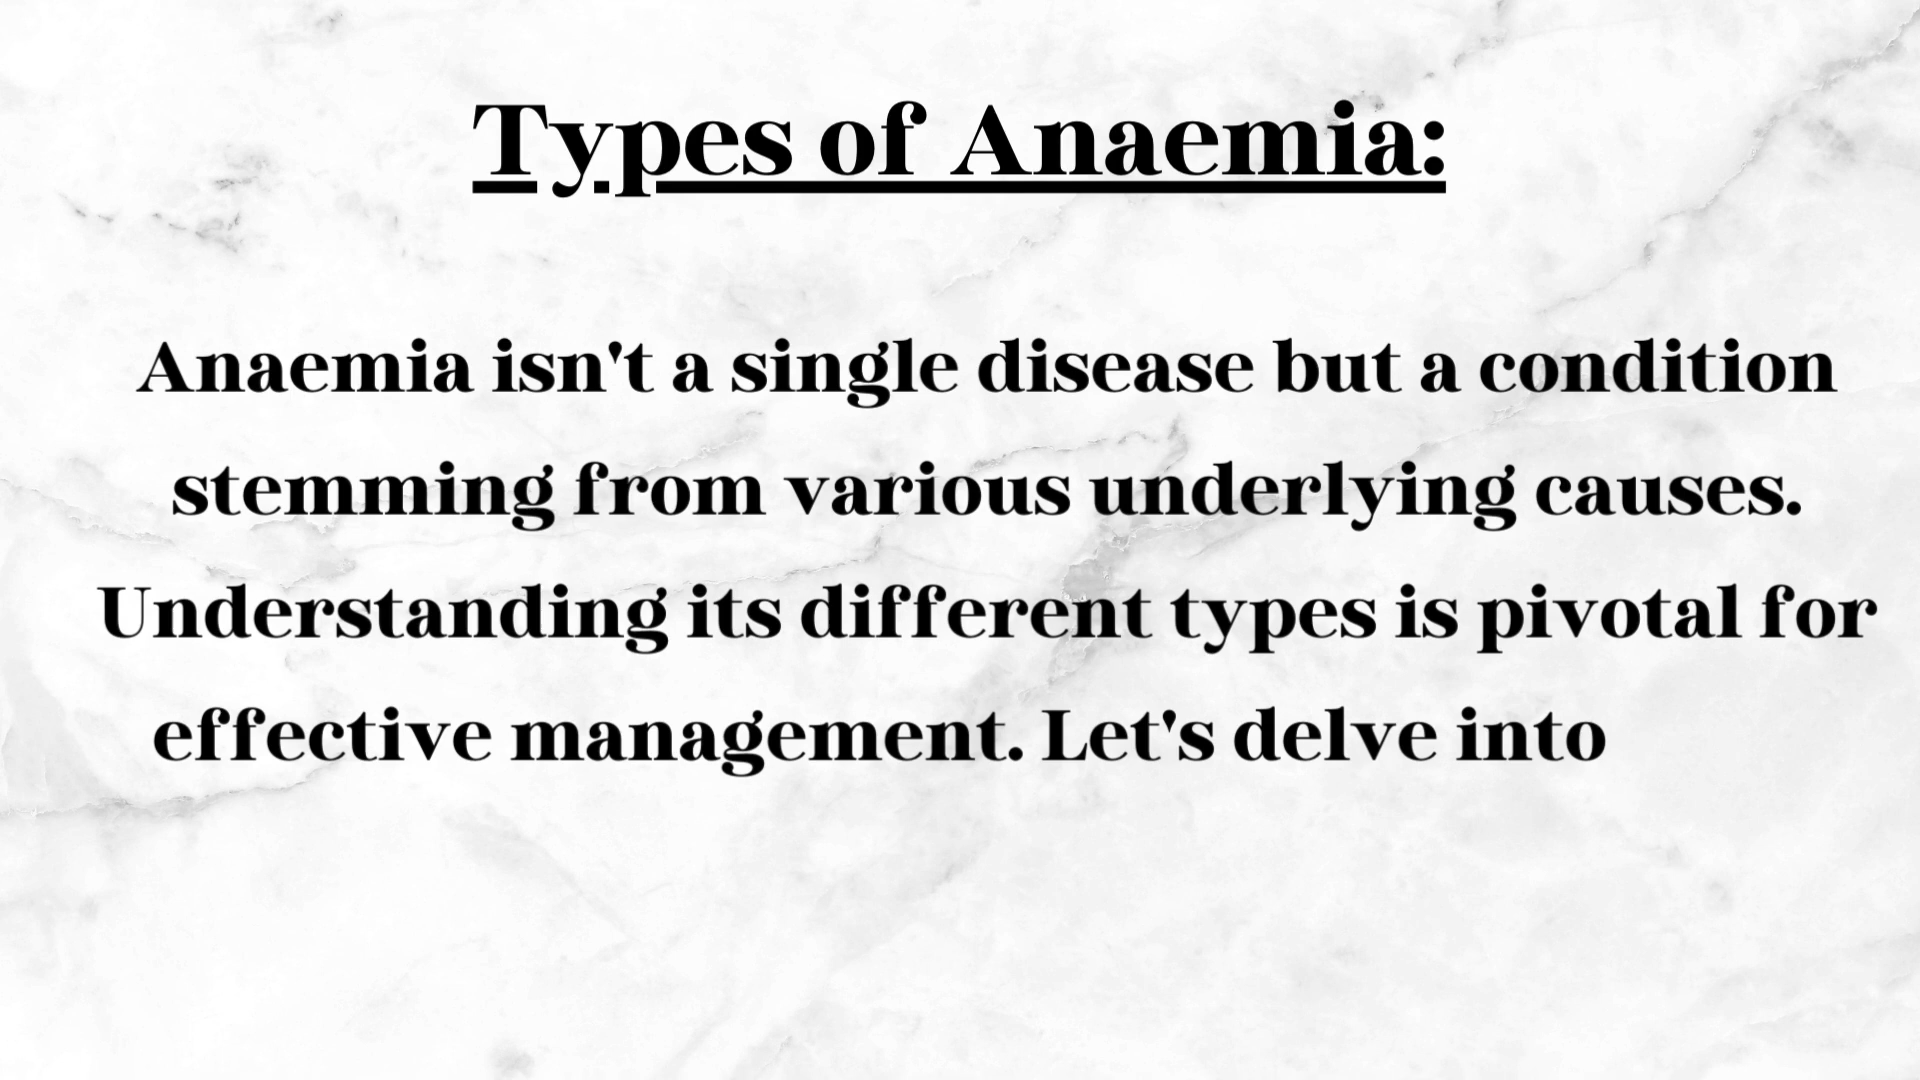 Types of Anaemia:
Anaemia isn't a single disease but a condition
stemming from various underlying causes.
Understanding its different types is pivotal for
effective management. Let's delve into